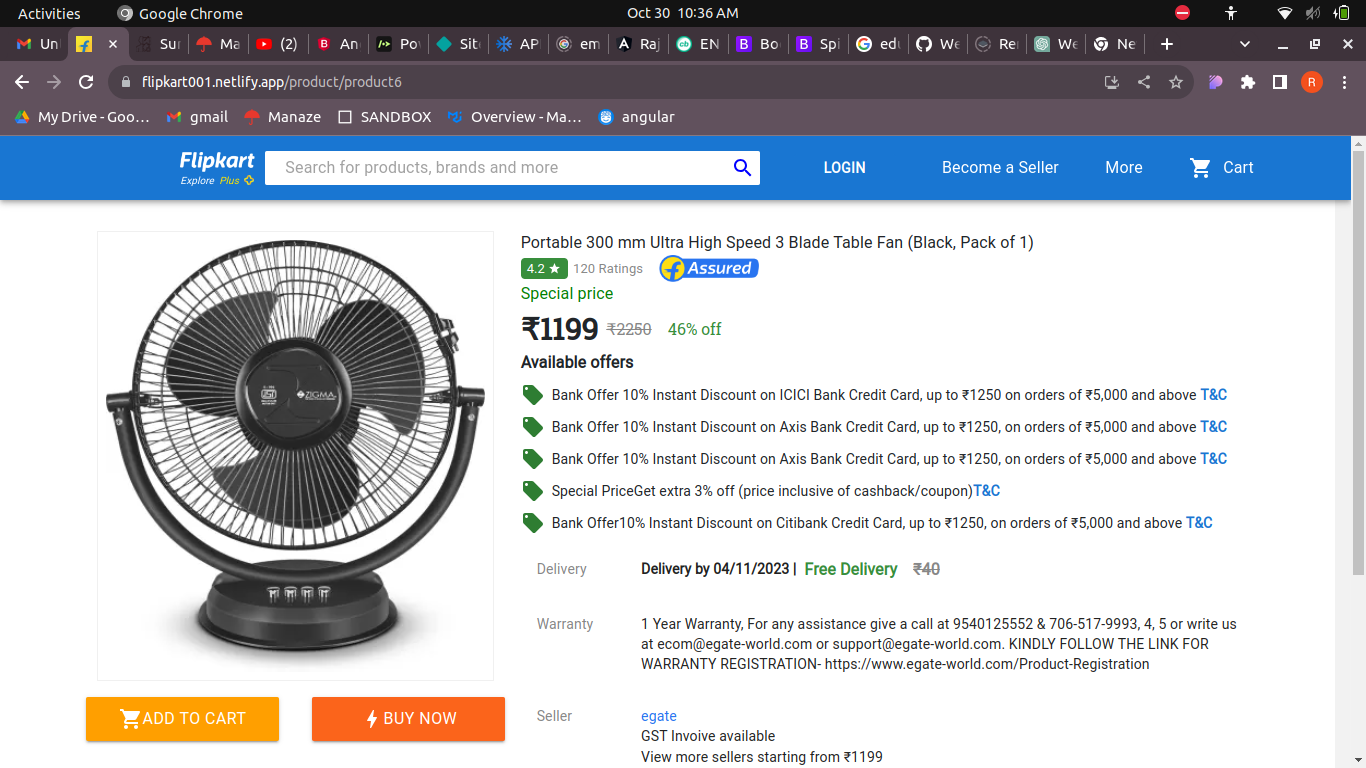 Activities Google Chrome Oct 30 10:36 AM
Un Sur Ma (2) An Pov Site AP em Raj EN Bo Spi edu We Re We Ne
flipkart001.netlify.app/product/product6 R
My Drive - Goo… gmail Manaze SANDBOX Overview - Ma… angular
Flipkart
Explore Plus
Search for products, brands and more
LOGIN Become a Seller More Cart
Portable 300 mm Ultra High Speed 3 Blade Table Fan (Black, Pack of 1)
4.2 ★ 120 Ratings Assured
Special price
₹1199 ₹2250 46% off
Available offers
Bank Offer 10% Instant Discount on ICICI Bank Credit Card, up to ₹1250 on orders of ₹5,000 and above T&C
Bank Offer 10% Instant Discount on Axis Bank Credit Card, up to ₹1250, on orders of ₹5,000 and above T&C
Bank Offer 10% Instant Discount on Axis Bank Credit Card, up to ₹1250, on orders of ₹5,000 and above T&C
Special PriceGet extra 3% off (price inclusive of cashback/coupon)T&C
Bank Offer10% Instant Discount on Citibank Credit Card, up to ₹1250, on orders of ₹5,000 and above T&C
ZIGMA
Delivery Delivery by 04/11/2023 | Free Delivery ₹40
Warranty 1 Year Warranty, For any assistance give a call at 9540125552 & 706-517-9993, 4, 5 or write us
at ecom@egate-world.com or support@egate-world.com. KINDLY FOLLOW THE LINK FOR
WARRANTY REGISTRATION- https://www.egate-world.com/Product-Registration
ADD TO CART BUY NOW
Seller egate
GST Invoive available
View more sellers starting from ₹1199